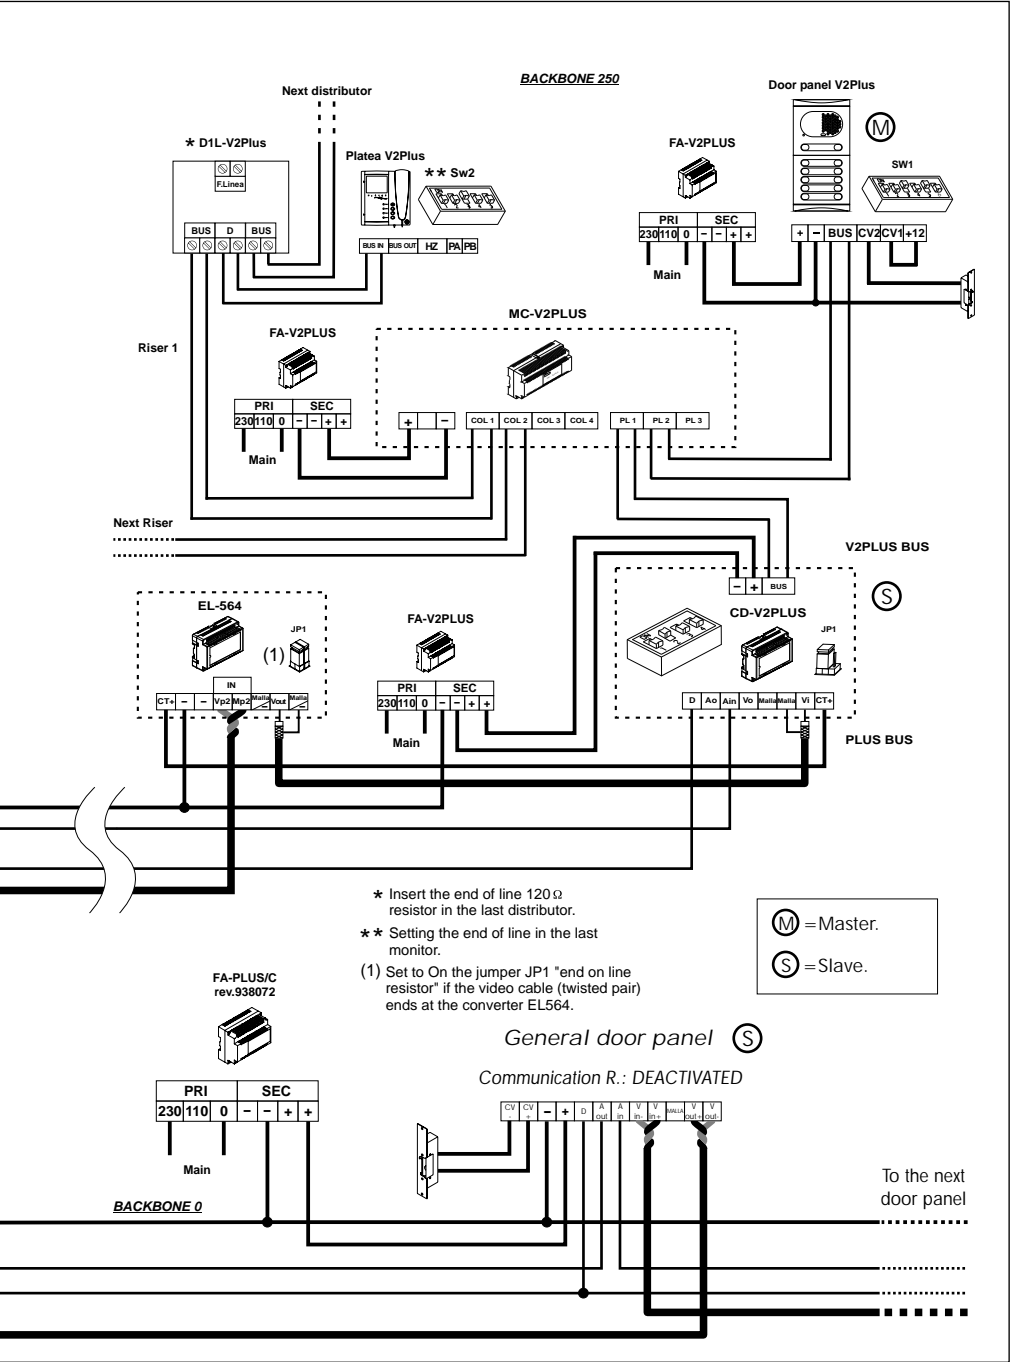 BACKBONE 250
Next distributor
Door panel V2Plus
M
* D1L-V2Plus
FA-V2PLUS
Platea V2Plus
** Sw2
SW1
F.Linea
PRI SEC
230 110 0 – – + +
Main
+ – BUS CV2 CV1 +12
BUS D BUS
BUS IN BUS OUT HZ PA PB
MC-V2PLUS
FA-V2PLUS
Riser 1
PRI SEC
230 110 0 – – + +
Main
+ –
COL 1 COL 2 COL 3 COL 4
PL 1 PL 2 PL 3
Next Riser
V2PLUS BUS
– + BUS
S
EL-564
JP1
(1)
FA-V2PLUS
CD-V2PLUS
JP1
IN
CT+ – – Vp2 Mp2 Malla Vout Malla
PRI SEC
230 110 0 – – + +
Main
D Ao Ain Vo Malla Malla Vi CT+
PLUS BUS
* Insert the end of line 120 Ω
resistor in the last distributor.
** Setting the end of line in the last
monitor.
(1) Set to On the jumper JP1 "end on line
resistor" if the video cable (twisted pair)
ends at the converter EL564.
M =Master.
S =Slave.
FA-PLUS/C
rev.938072
General door panel S
Communication R.: DEACTIVATED
PRI SEC
230 110 0 – – + +
Main
CV - CV + – + D A out A in V in- V in+ MALLA V out+ V out-
To the next
door panel
BACKBONE 0